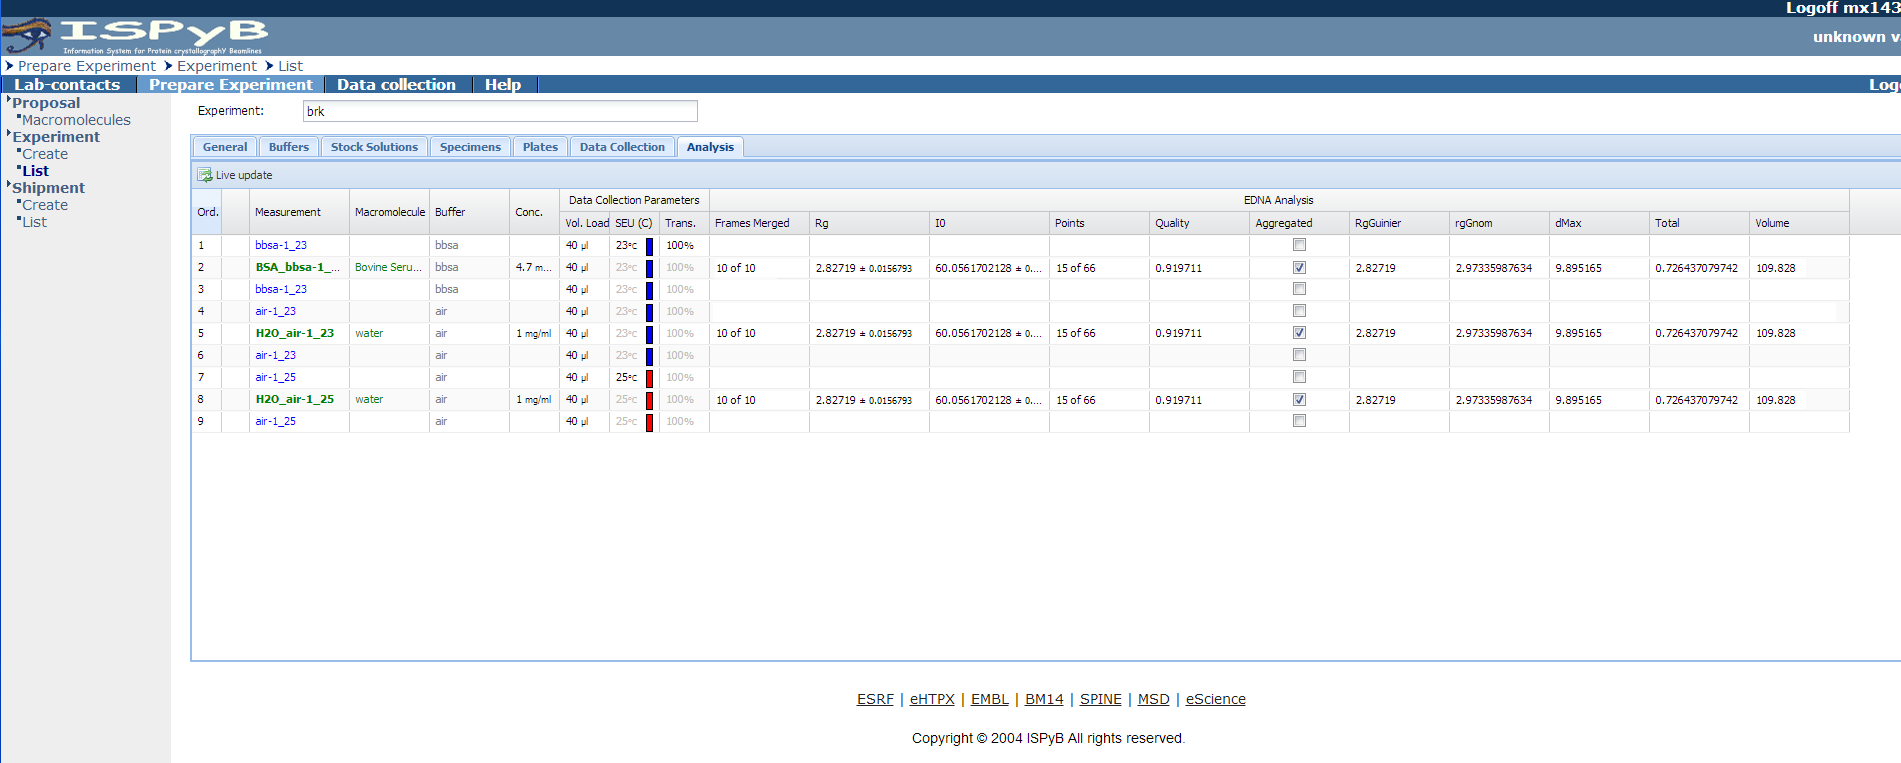 Logoff mx143
ISPyB
Information System for Protein crystallographY Beamlines
unknown va
Prepare Experiment Experiment List
Lab-contacts Prepare Experiment Data collection Help Logo
Proposal
Macromolecules
Experiment
Create
List
Shipment
Create
List
Experiment: brk
General Buffers Stock Solutions Specimens Plates Data Collection Analysis
Live update
Data Collection Parameters EDNA Analysis
Ord. Measurement Macromolecule Buffer Conc. Vol. Load SEU (C) Trans. Frames Merged Rg I0 Points Quality Aggregated RgGuinier rgGnom dMax Total Volume
1 bbsa-1_23 bbsa 40 µl 23°C 100%
2 BSA_bbsa-1_... Bovine Seru... bbsa 4.7 m... 40 µl 23°C 100% 10 of 10 2.82719 ± 0.0156793 60.0561702128 ± 0.... 15 of 66 0.919711 2.82719 2.97335987634 9.895165 0.726437079742 109.828
3 bbsa-1_23 bbsa 40 µl 23°C 100%
4 air-1_23 air 40 µl 23°C 100%
5 H2O_air-1_23 water air 1 mg/ml 40 µl 23°C 100% 10 of 10 2.82719 ± 0.0156793 60.0561702128 ± 0.... 15 of 66 0.919711 2.82719 2.97335987634 9.895165 0.726437079742 109.828
6 air-1_23 air 40 µl 23°C 100%
7 air-1_25 air 40 µl 25°C 100%
8 H2O_air-1_25 water air 1 mg/ml 40 µl 25°C 100% 10 of 10 2.82719 ± 0.0156793 60.0561702128 ± 0.... 15 of 66 0.919711 2.82719 2.97335987634 9.895165 0.726437079742 109.828
9 air-1_25 air 40 µl 25°C 100%
ESRF | eHTPX | EMBL | BM14 | SPINE | MSD | eScience
Copyright © 2004 ISPyB All rights reserved.